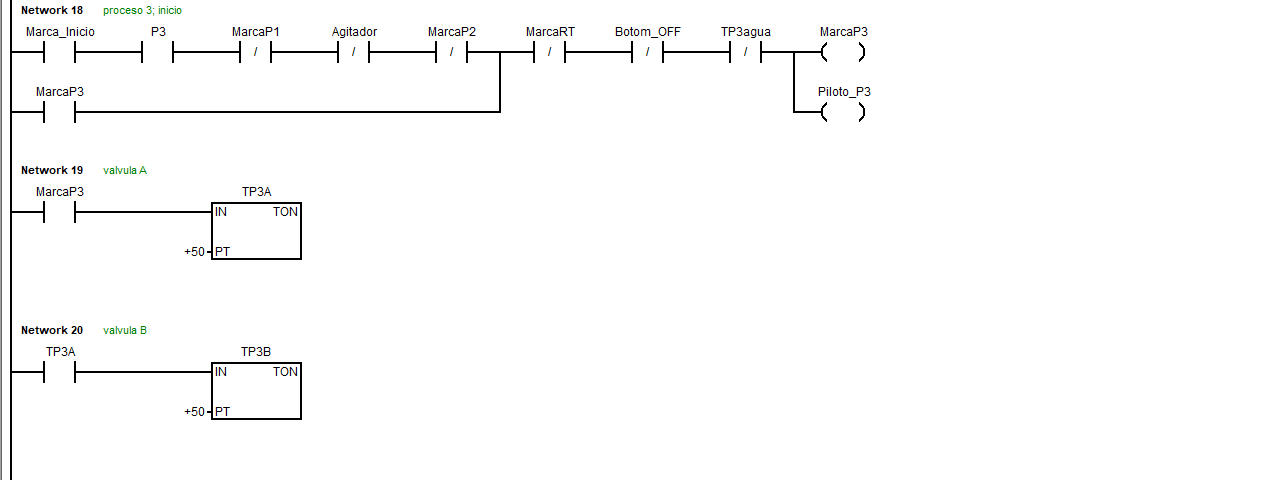 Network 18 proceso 3; inicio
Marca_Inicio P3 MarcaP1 Agitador MarcaP2 MarcaRT Botom_OFF TP3agua MarcaP3
/ / / / / /
MarcaP3 Piloto_P3
Network 19 valvula A
MarcaP3 TP3A
IN TON
+50 PT
Network 20 valvula B
TP3A TP3B
IN TON
+50 PT